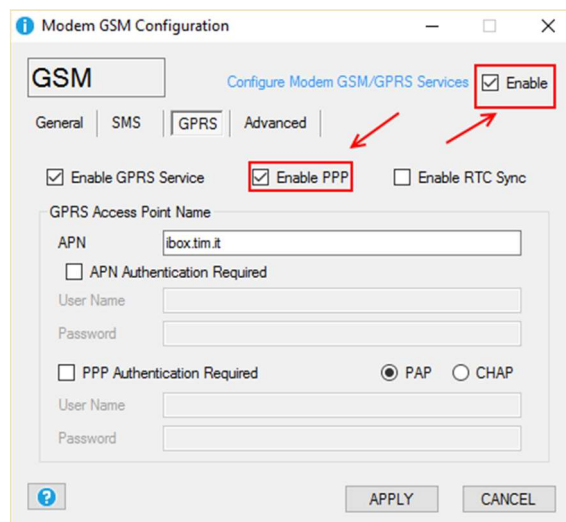 Modem GSM Configuration
GSM
Configure Modem GSM/GPRS Services
Enable
General
SMS
GPRS
Advanced
Enable GPRS Service
Enable PPP
Enable RTC Sync
GPRS Access Point Name
APN
ibox.tim.it
APN Authentication Required
User Name
Password
PPP Authentication Required
PAP
CHAP
User Name
Password
?
APPLY
CANCEL